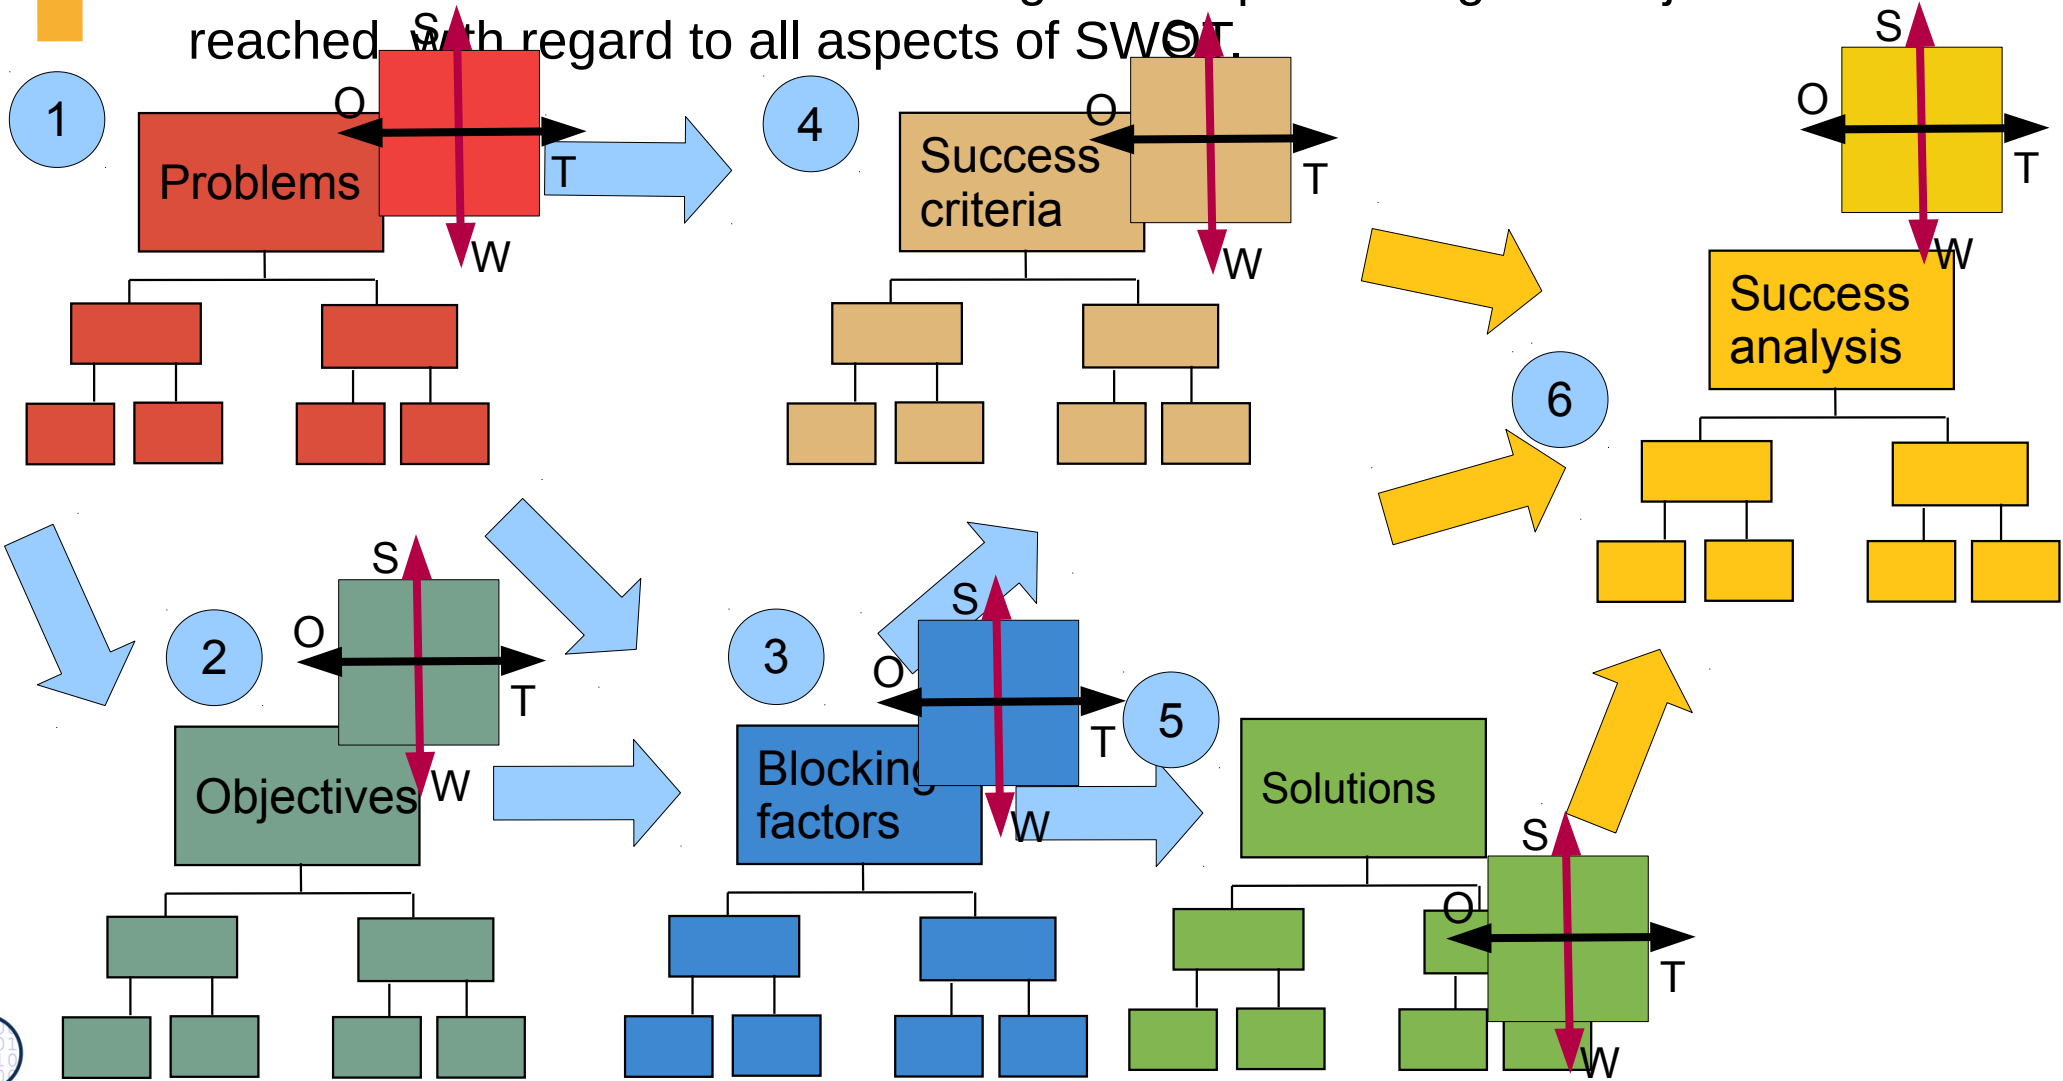 reached with regard to all aspects of SWOT.
S
S
S
1
O
4
O
O
Problems
T
Success
criteria
T
T
W
W
W
Success
analysis
6
S
S
O
2
T
3
O
T
5
Objectives
W
Blocking
factors
W
Solutions
S
O
T
W